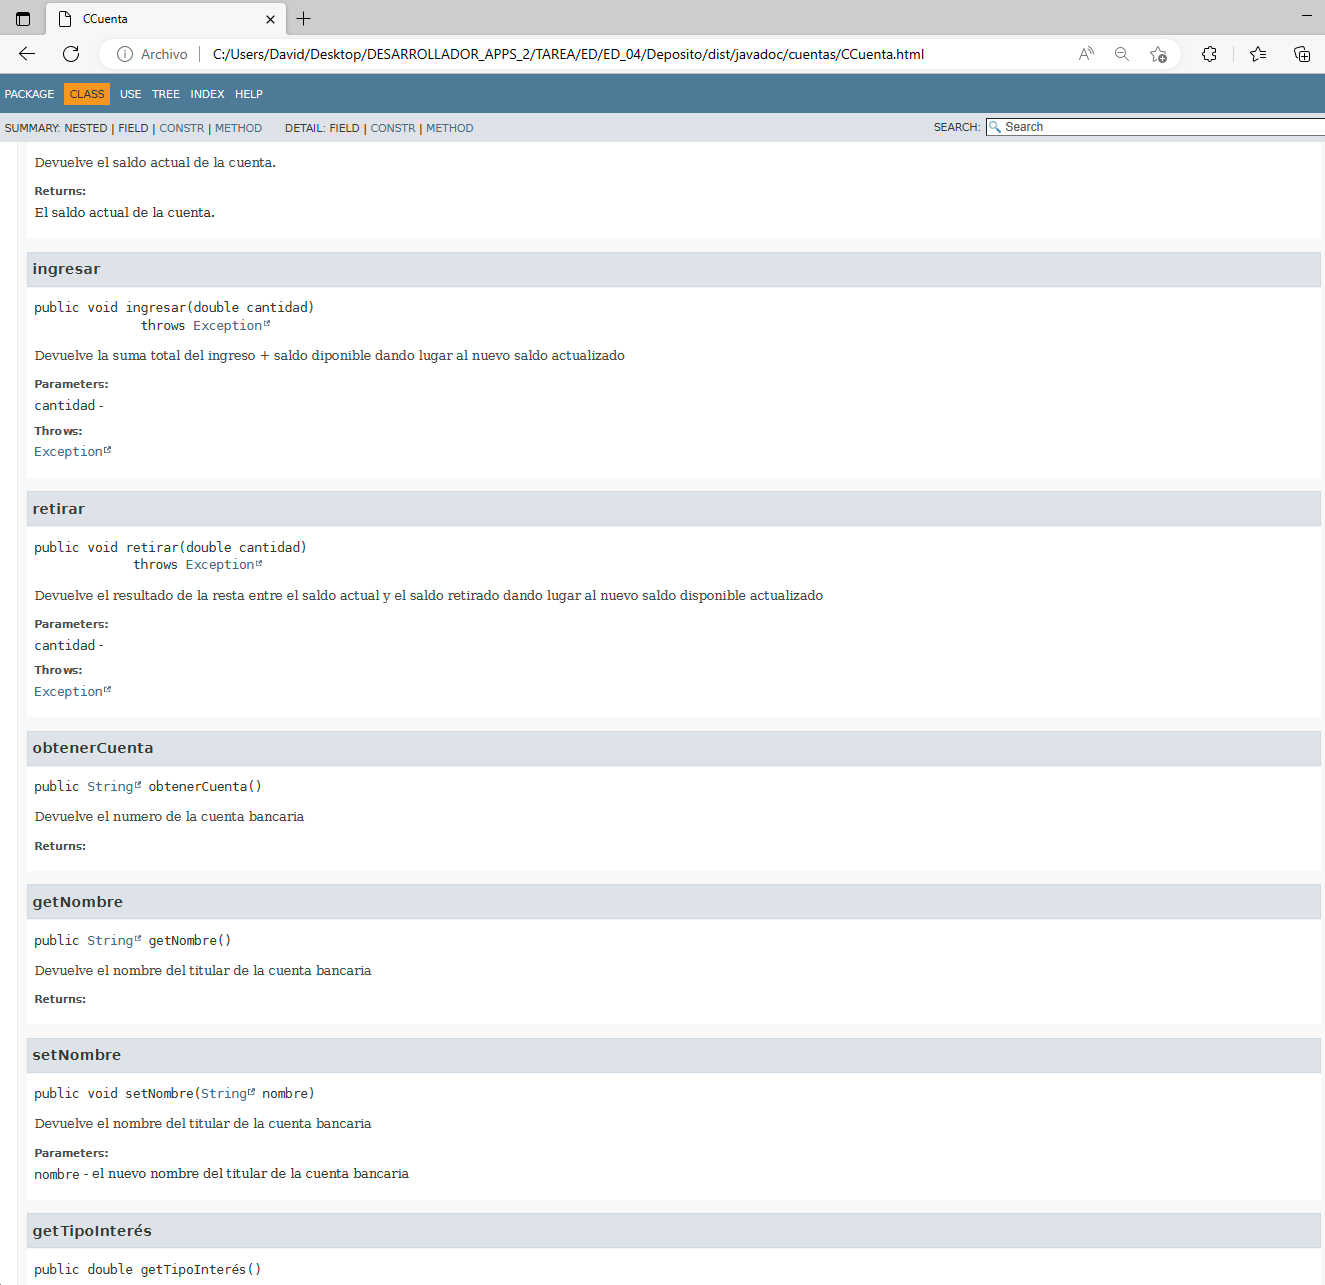 CCuenta
Archivo C:/Users/David/Desktop/DESARROLLADOR_APPS_2/TAREA/ED/ED_04/Deposito/dist/javadoc/cuentas/CCuenta.html
PACKAGE CLASS USE TREE INDEX HELP
SUMMARY: NESTED | FIELD | CONSTR | METHOD DETAIL: FIELD | CONSTR | METHOD SEARCH: Search
Devuelve el saldo actual de la cuenta.
Returns:
El saldo actual de la cuenta.
ingresar
public void ingresar(double cantidad)
throws Exception
Devuelve la suma total del ingreso + saldo diponible dando lugar al nuevo saldo actualizado
Parameters:
cantidad -
Throws:
Exception
retirar
public void retirar(double cantidad)
throws Exception
Devuelve el resultado de la resta entre el saldo actual y el saldo retirado dando lugar al nuevo saldo disponible actualizado
Parameters:
cantidad -
Throws:
Exception
obtenerCuenta
public String obtenerCuenta()
Devuelve el numero de la cuenta bancaria
Returns:
getNombre
public String getNombre()
Devuelve el nombre del titular de la cuenta bancaria
Returns:
setNombre
public void setNombre(String nombre)
Devuelve el nombre del titular de la cuenta bancaria
Parameters:
nombre - el nuevo nombre del titular de la cuenta bancaria
getTipoInterés
public double getTipoInterés()